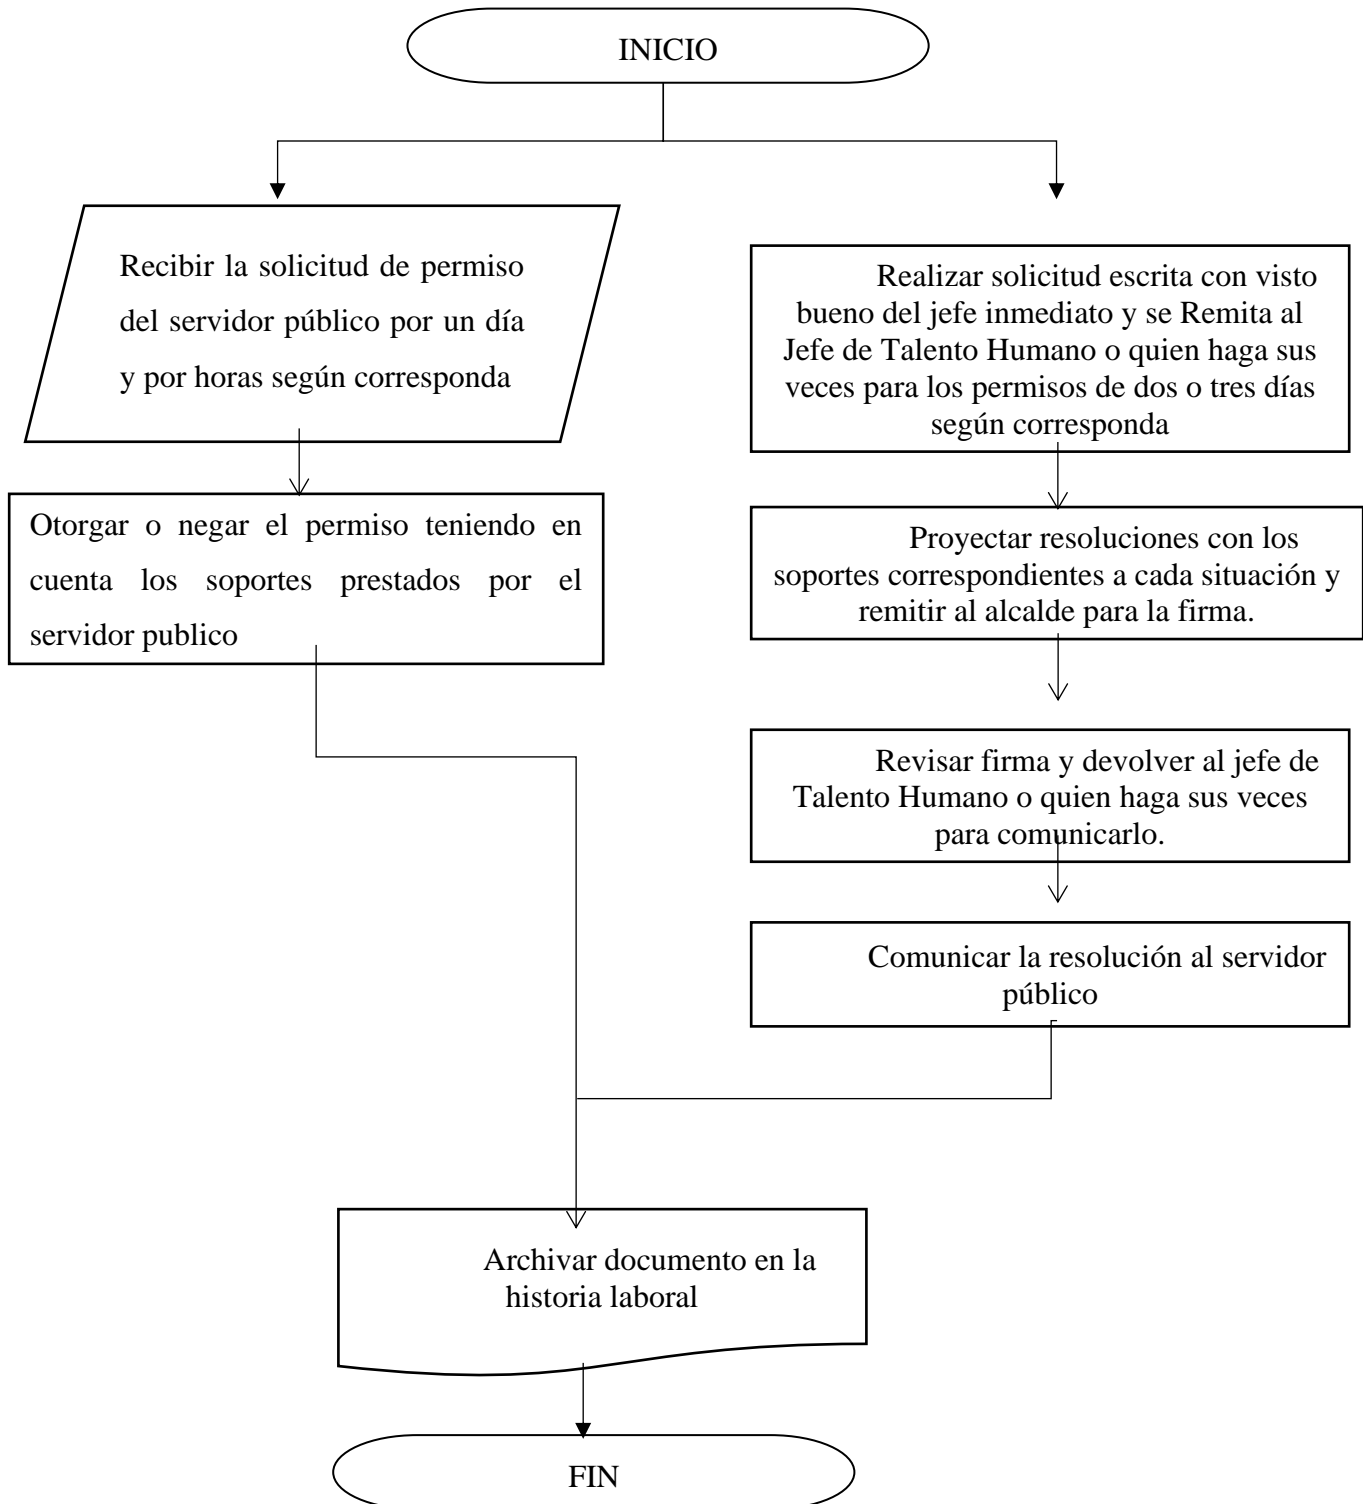 INICIO
Recibir la solicitud de permiso
del servidor público por un día
y por horas según corresponda
Otorgar o negar el permiso teniendo en
cuenta los soportes prestados por el
servidor publico
Realizar solicitud escrita con visto
bueno del jefe inmediato y se Remita al
Jefe de Talento Humano o quien haga sus
veces para los permisos de dos o tres días
según corresponda
Proyectar resoluciones con los
soportes correspondientes a cada situación y
remitir al alcalde para la firma.
Revisar firma y devolver al jefe de
Talento Humano o quien haga sus veces
para comunicarlo.
Comunicar la resolución al servidor
público
Archivar documento en la
historia laboral
FIN